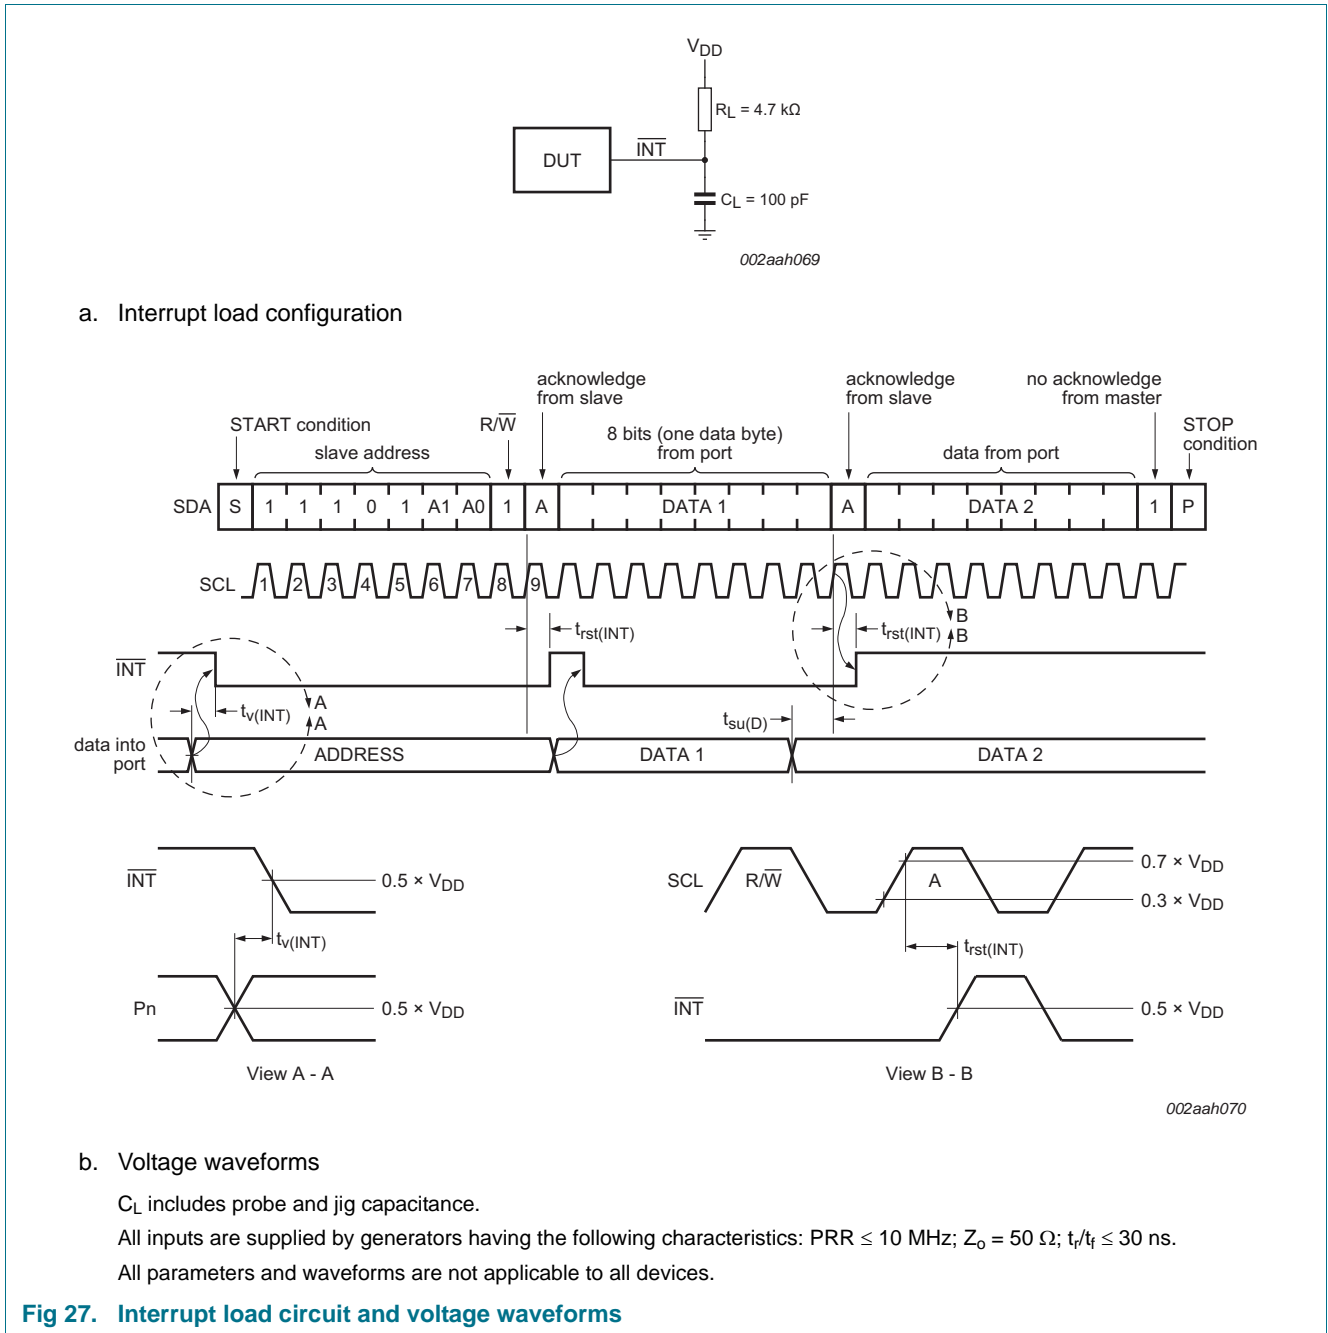 VDD
RL = 4.7 kΩ
DUT
INT
CL = 100 pF
002aah069
a. Interrupt load configuration
acknowledge
from slave
acknowledge
from slave
no acknowledge
from master
START condition
R/W
8 bits (one data byte)
from port
STOP
condition
slave address
data from port
SDA S 1 1 1 0 1 A1 A0 1 A DATA 1 A DATA 2 1 P
SCL 1 2 3 4 5 6 7 8 9
trst(INT)
trst(INT)
B
B
INT
tv(INT)
A
A
tsu(D)
data into
port
ADDRESS
DATA 1
DATA 2
INT
0.5 × VDD
tv(INT)
Pn
0.5 × VDD
View A - A
SCL
R/W
A
0.7 × VDD
0.3 × VDD
trst(INT)
INT
0.5 × VDD
View B - B
002aah070
b. Voltage waveforms
CL includes probe and jig capacitance.
All inputs are supplied by generators having the following characteristics: PRR ≤ 10 MHz; Zo = 50 Ω; tr/tf ≤ 30 ns.
All parameters and waveforms are not applicable to all devices.
Fig 27. Interrupt load circuit and voltage waveforms